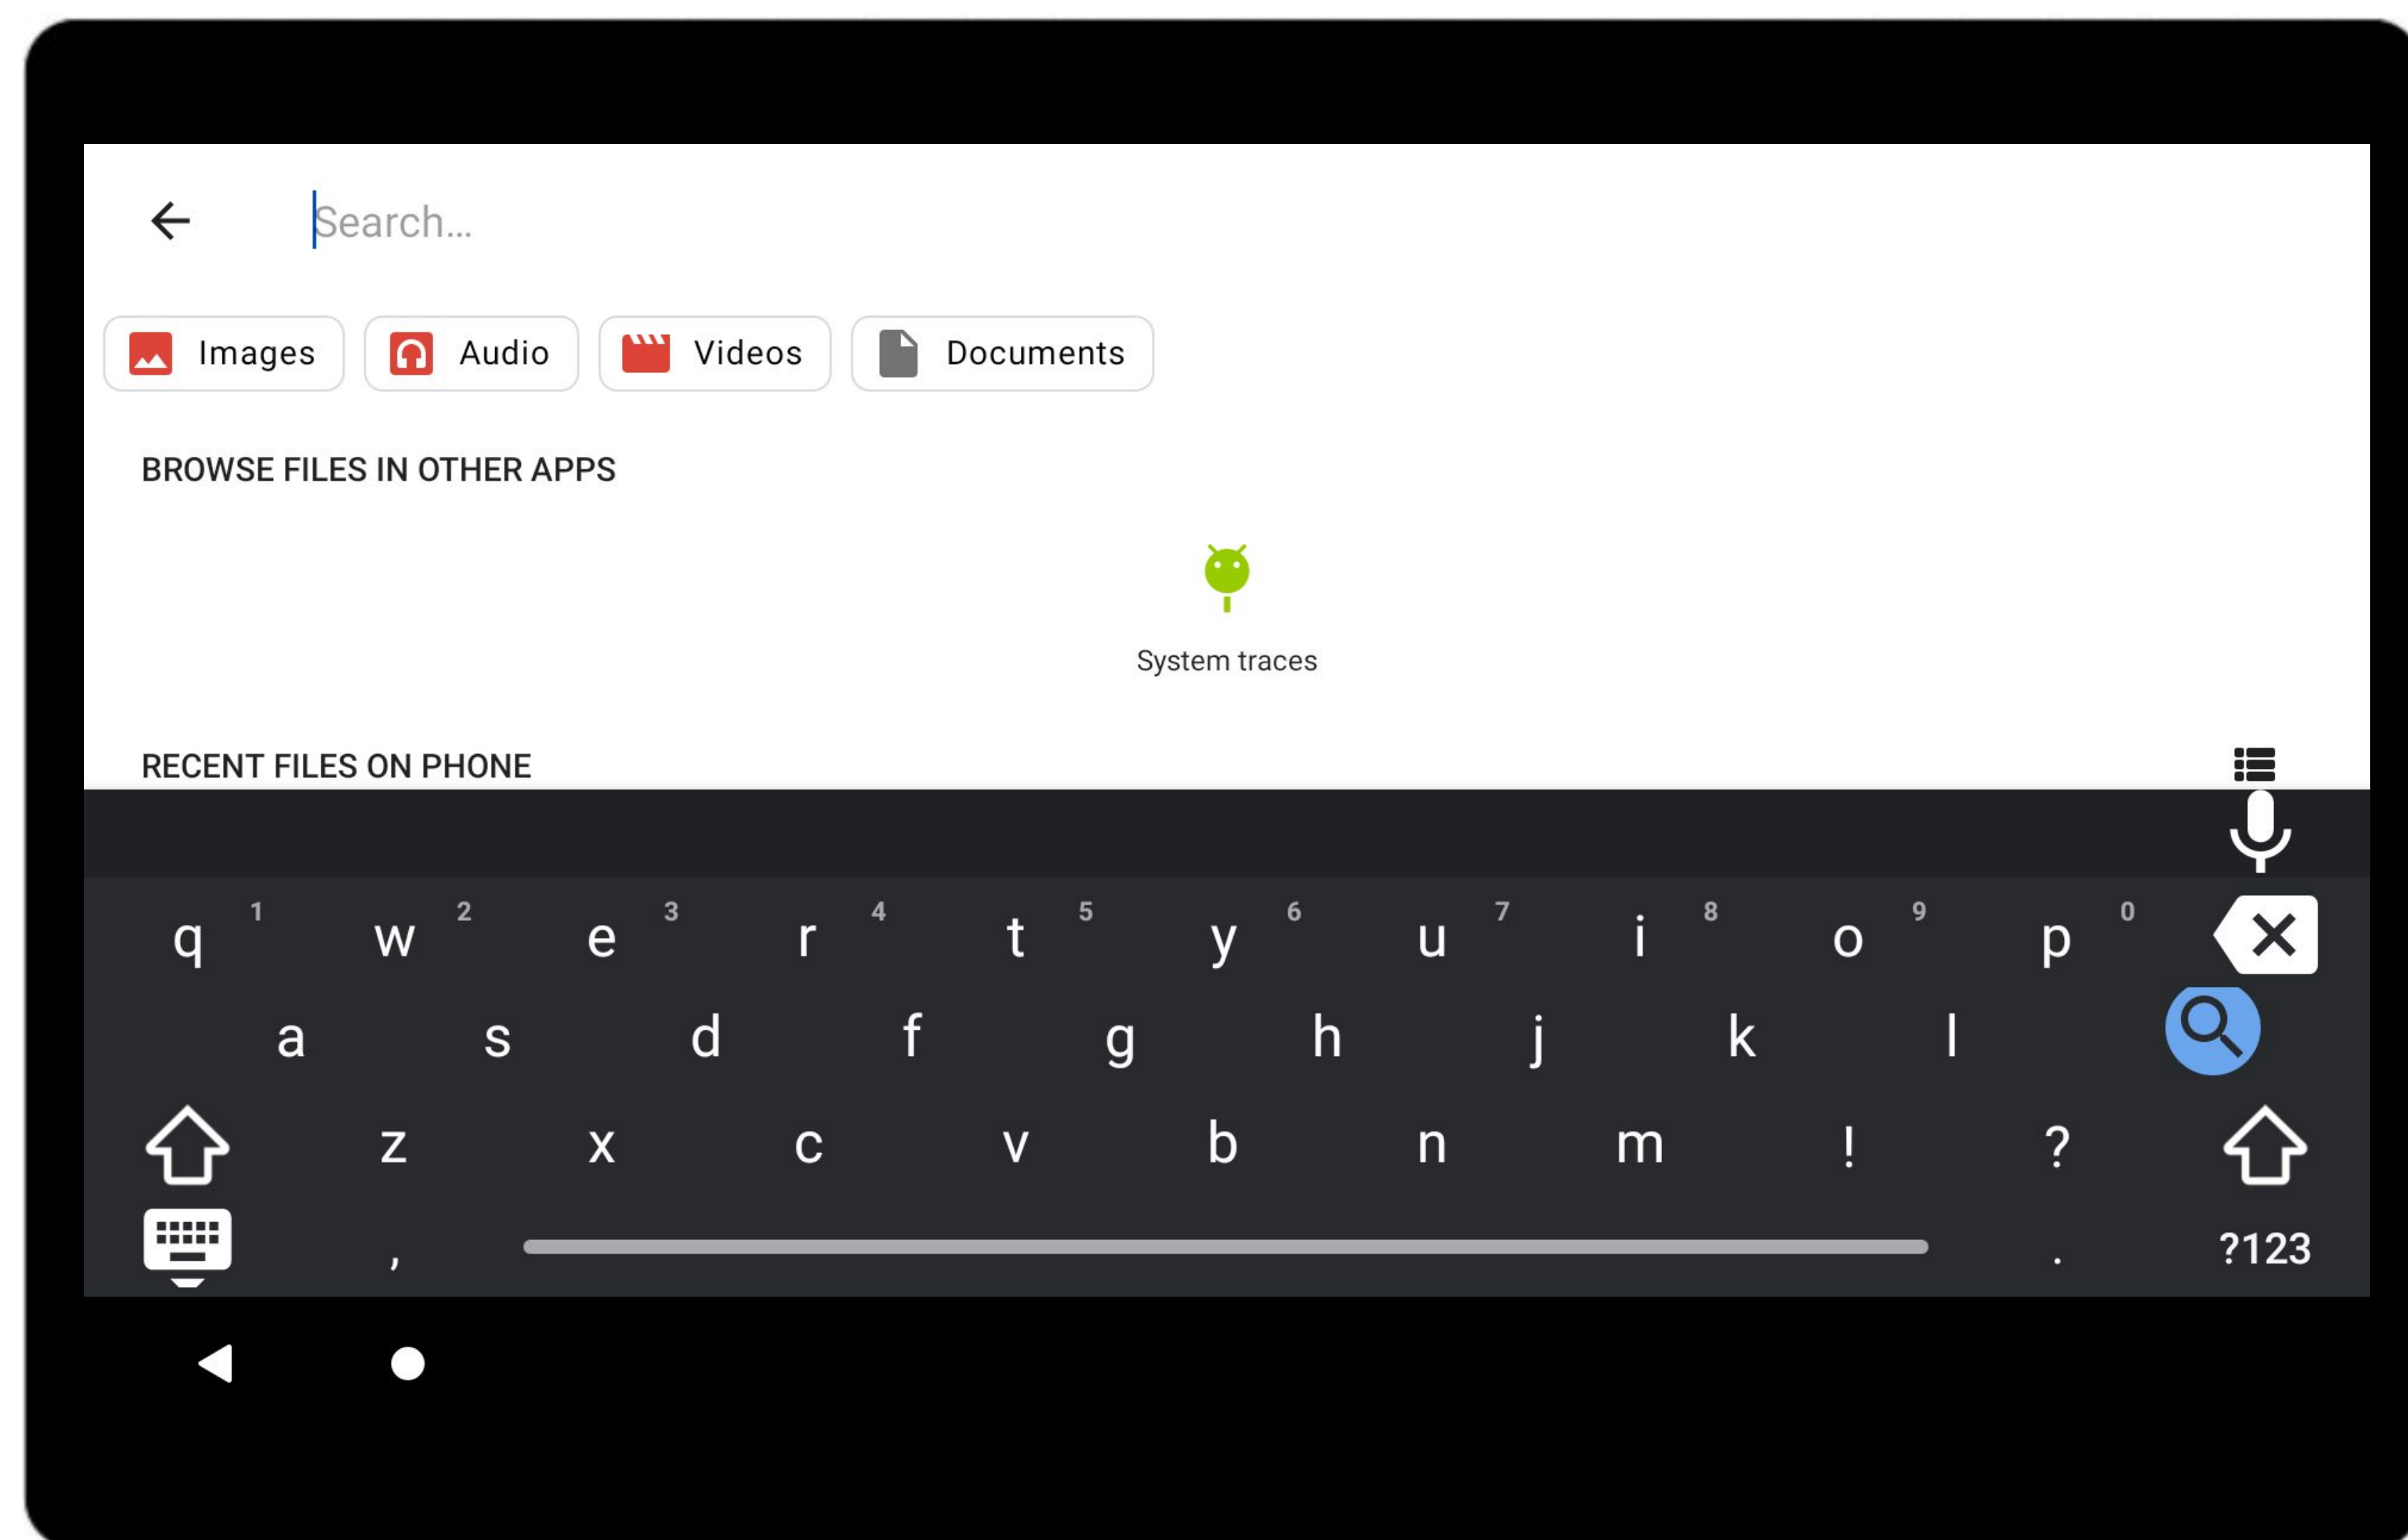 Search…
Images Audio Videos Documents
BROWSE FILES IN OTHER APPS
System traces
RECENT FILES ON PHONE
q 1 w 2 e 3 r 4 t 5 y 6 u 7 i 8 o 9 p 0
a s d f g h j k l
z x c v b n m ! ?
, . ?123